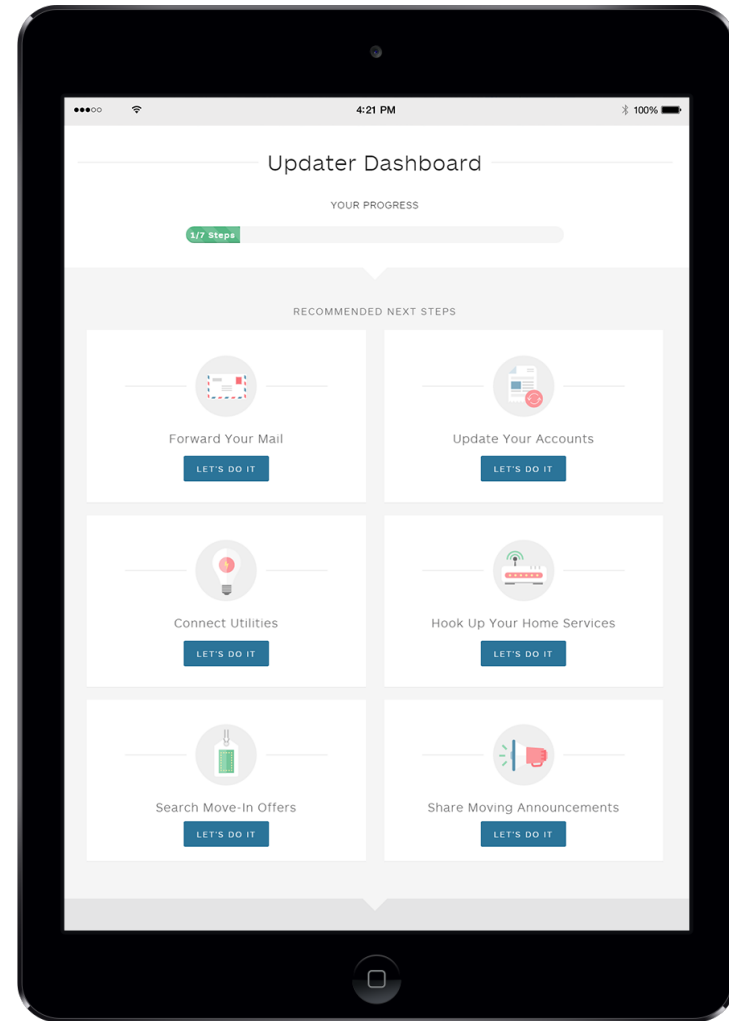 4:21 PM
100%
Updater Dashboard
YOUR PROGRESS
1/7 Steps
RECOMMENDED NEXT STEPS
Forward Your Mail
LET'S DO IT
Update Your Accounts
LET'S DO IT
Connect Utilities
LET'S DO IT
Hook Up Your Home Services
LET'S DO IT
Search Move-In Offers
LET'S DO IT
Share Moving Announcements
LET'S DO IT